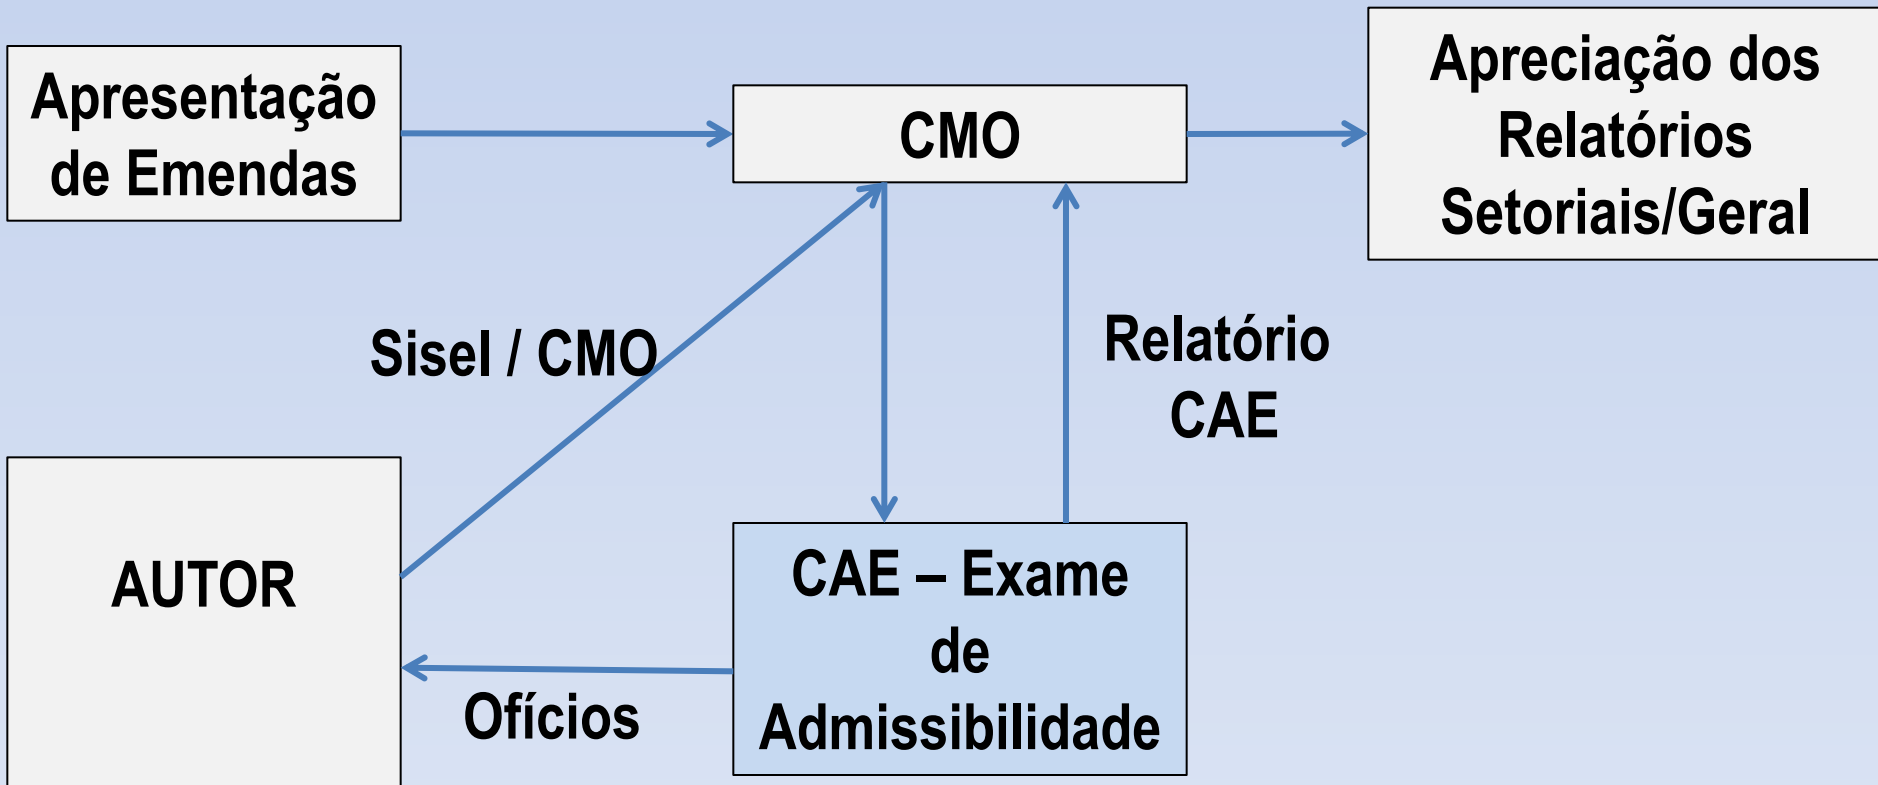 Apresentação
de Emendas
CMO
Apreciação dos
Relatórios
Setoriais/Geral
Sisel / CMO
Relatório
CAE
AUTOR
CAE – Exame
de
Admissibilidade
Ofícios